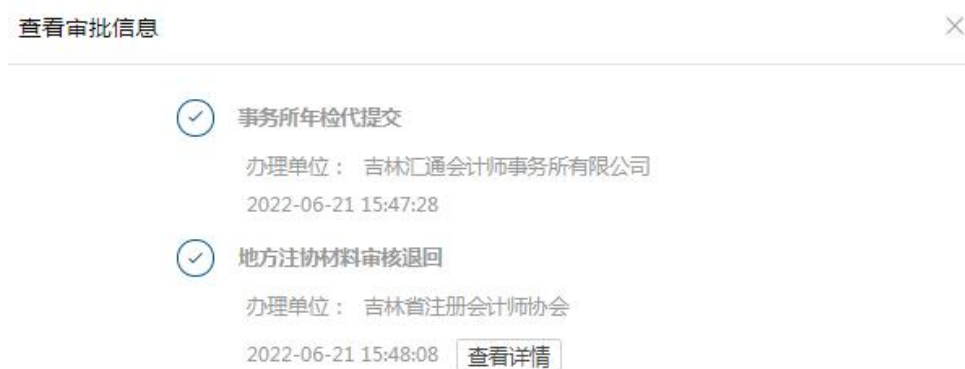 查看审批信息
事务所年检代提交
办理单位： 吉林汇通会计师事务所有限公司
2022-06-21 15:47:28
地方注协材料审核退回
办理单位： 吉林省注册会计师协会
2022-06-21 15:48:08 查看详情